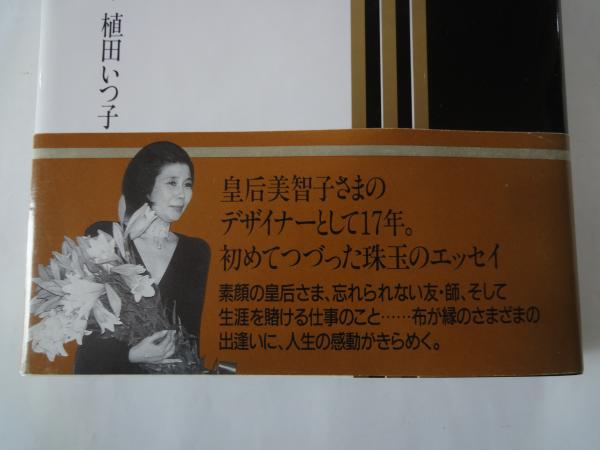 植田いつ子
皇后美智子さまの
デザイナーとして17年。
初めてつづった珠玉のエッセイ
素顔の皇后さま、忘れられない友・師、そして
生涯を賭ける仕事のこと……布が縁のさまざまの
出逢いに、人生の感動がきらめく。